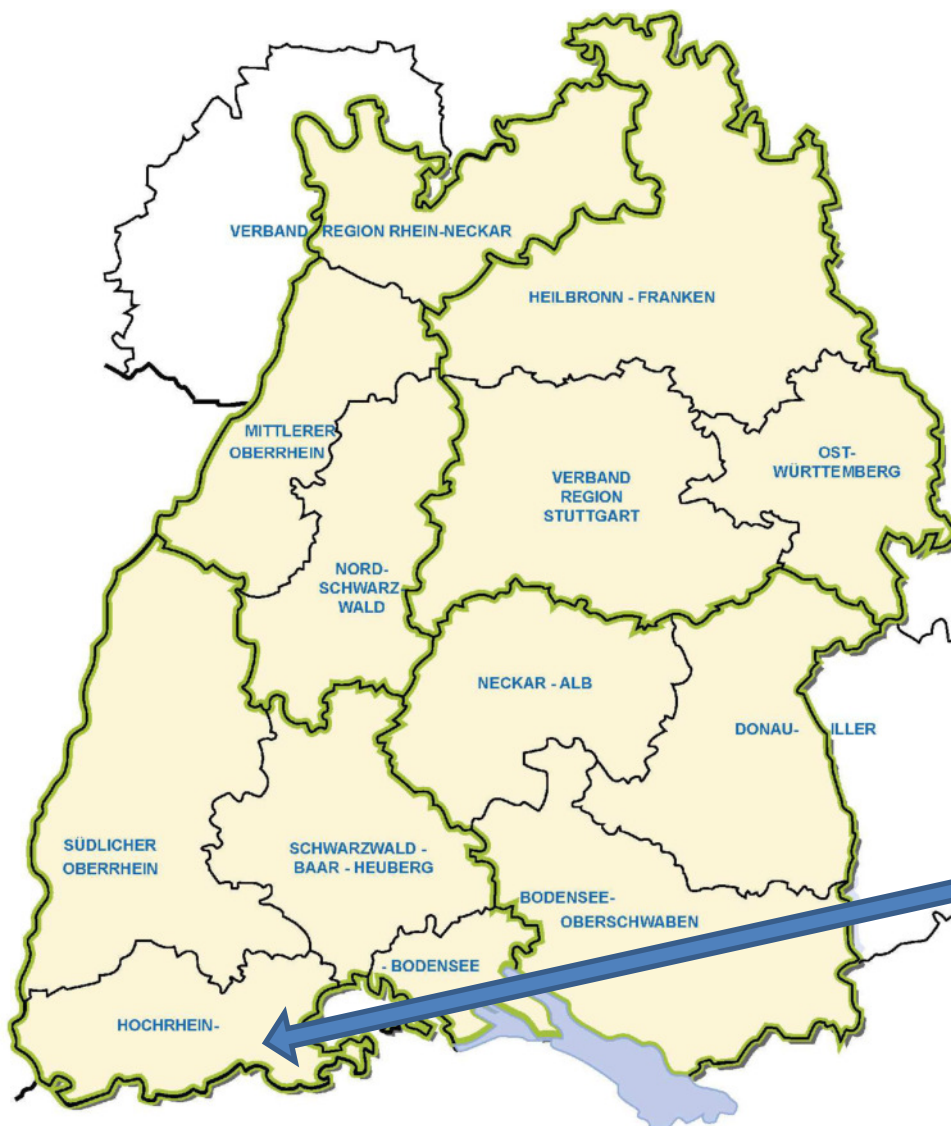 VERBAND REGION RHEIN-NECKAR
HEILBRONN - FRANKEN
MITTLERER
OBERRHEIN
VERBAND
REGION
STUTTGART
OST-
WÜRTTEMBERG
NORD-
SCHWARZ-
WALD
NECKAR - ALB
DONAU- ILLER
SÜDLICHER
OBERRHEIN
SCHWARZWALD -
BAAR - HEUBERG
BODENSEE-
OBERSCHWABEN
- BODENSEE
HOCHRHEIN-